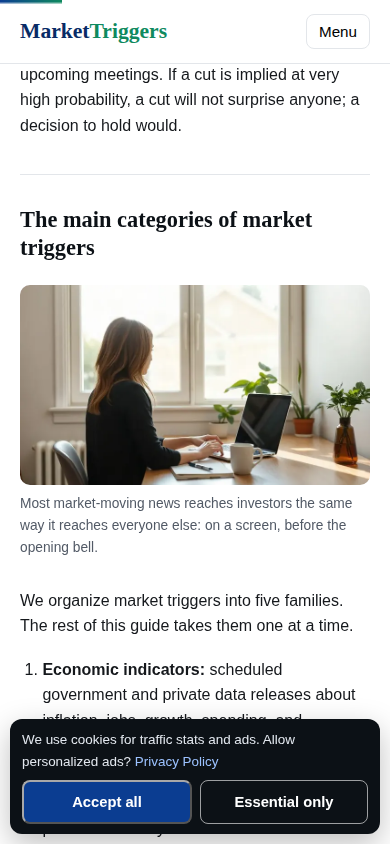 MarketTriggers
Menu
upcoming meetings. If a cut is implied at very
high probability, a cut will not surprise anyone; a
decision to hold would.
The main categories of market
triggers
Most market-moving news reaches investors the same
way it reaches everyone else: on a screen, before the
opening bell.
We organize market triggers into five families.
The rest of this guide takes them one at a time.
1. Economic indicators: scheduled
government and private data releases about
We use cookies for traffic stats and ads. Allow
personalized ads? Privacy Policy
Accept all
Essential only